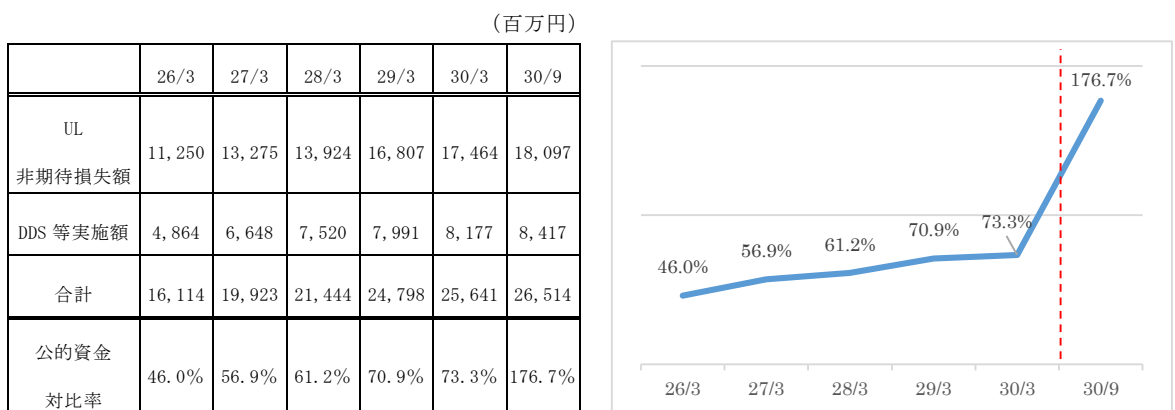 （百万円）
26/3 27/3 28/3 29/3 30/3 30/9
UL
非期待損失額
11,250 13,275 13,924 16,807 17,464 18,097
DDS 等実施額 4,864 6,648 7,520 7,991 8,177 8,417
合計 16,114 19,923 21,444 24,798 25,641 26,514
公的資金
対比率
46.0% 56.9% 61.2% 70.9% 73.3% 176.7%
46.0% 56.9% 61.2% 70.9% 73.3% 176.7%
26/3 27/3 28/3 29/3 30/3 30/9